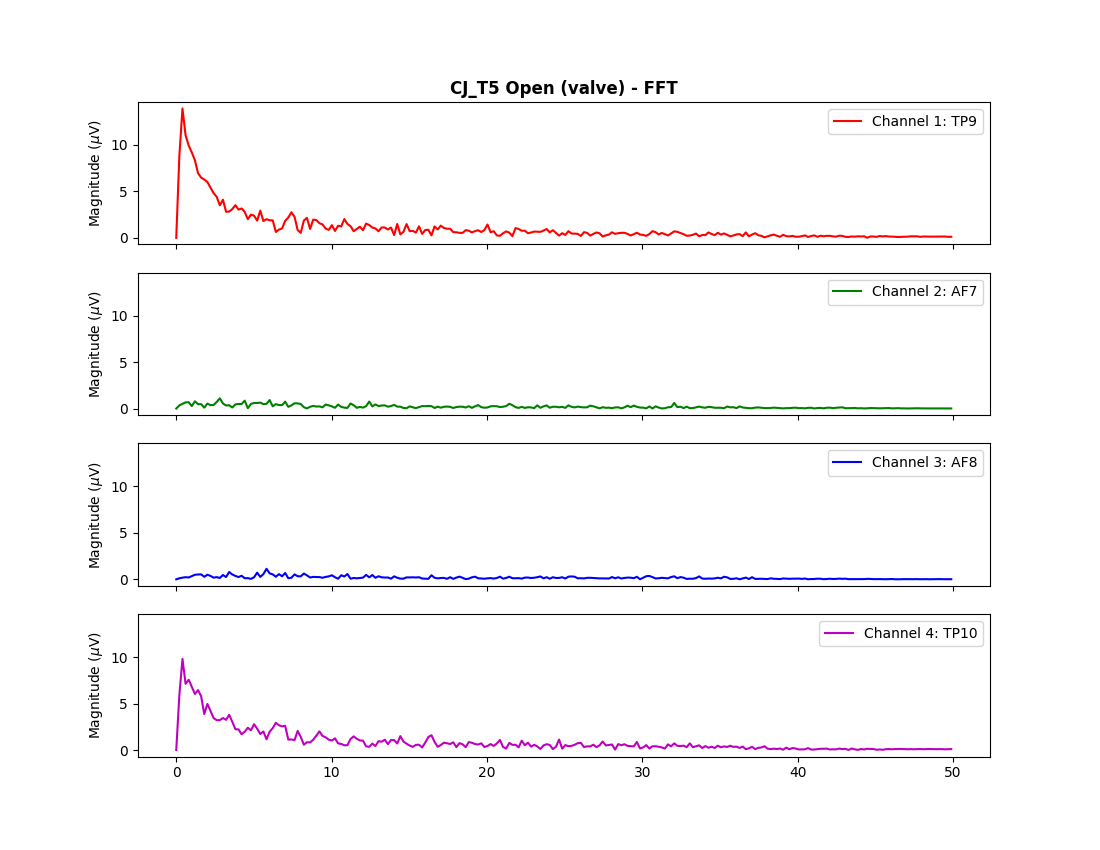 CJ_T5 Open (valve) - FFT
Channel 1: TP9
Magnitude (μV)
10
5
0
Channel 2: AF7
Magnitude (μV)
10
5
0
Channel 3: AF8
Magnitude (μV)
10
5
0
Channel 4: TP10
Magnitude (μV)
10
5
0
0 10 20 30 40 50